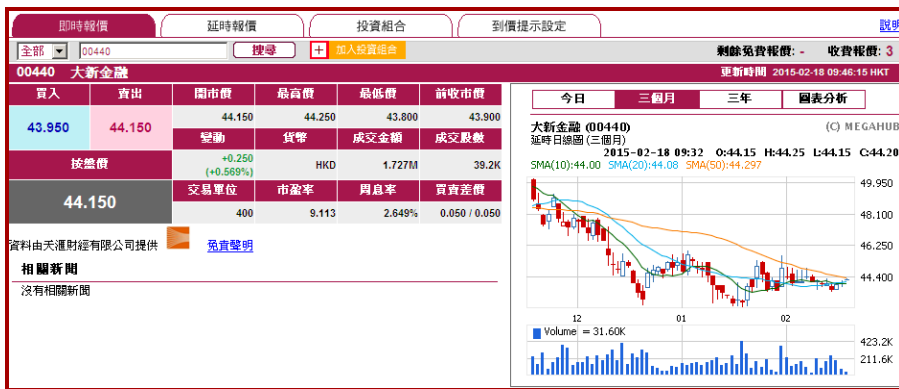 即時報價 延時報價 投資組合 到價提示設定 説明
全部 00440 搜尋 + 加入投資組合 剩餘免費報價: - 收費報價: 3
00440 大新金融 更新時間 2015-02-18 09:46:15 HKT
買入 賣出 開市價 最高價 最低價 前收市價
43.950 44.150 44.150 44.250 43.800 43.900
變動 貨幣 成交金額 成交股數
按盤價 +0.250 (+0.569%) HKD 1.727M 39.2K
44.150 交易單位 市盈率 周息率 買賣差價
400 9.113 2.649% 0.050 / 0.050
資料由天滙財經有限公司提供 免責聲明
相關新聞
沒有相關新聞
今日 三個月 三年 圖表分析
大新金融 (00440) (C) MEGAHUB
延時日線圖 (三個月)
2015-02-18 09:32 O:44.15 H:44.25 L:44.15 C:44.20
SMA(10):44.00 SMA(20):44.08 SMA(50):44.297
49.950
48.100
46.250
44.400
12 01 02
Volume = 31.60K
423.2K
211.6K